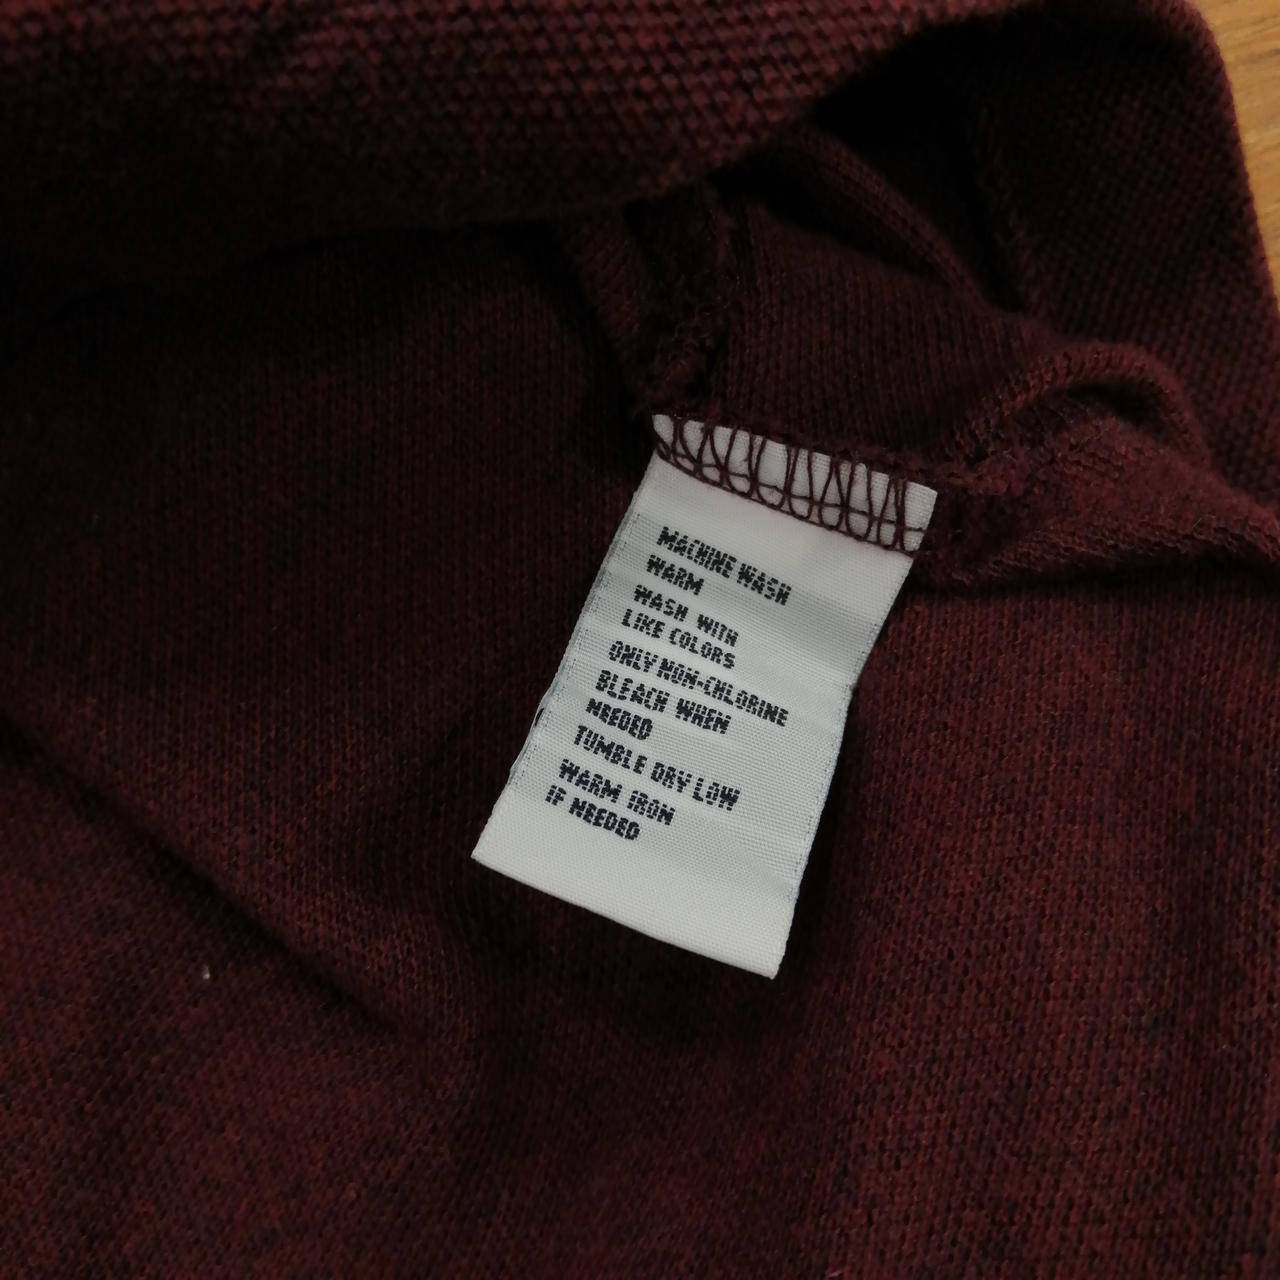 MACHINE WASH
WARM
WASH WITH
LIKE COLORS
ONLY NON-CHLORINE
BLEACH WHEN
NEEDED
TUMBLE DRY LOW
WARM IRON
IF NEEDED